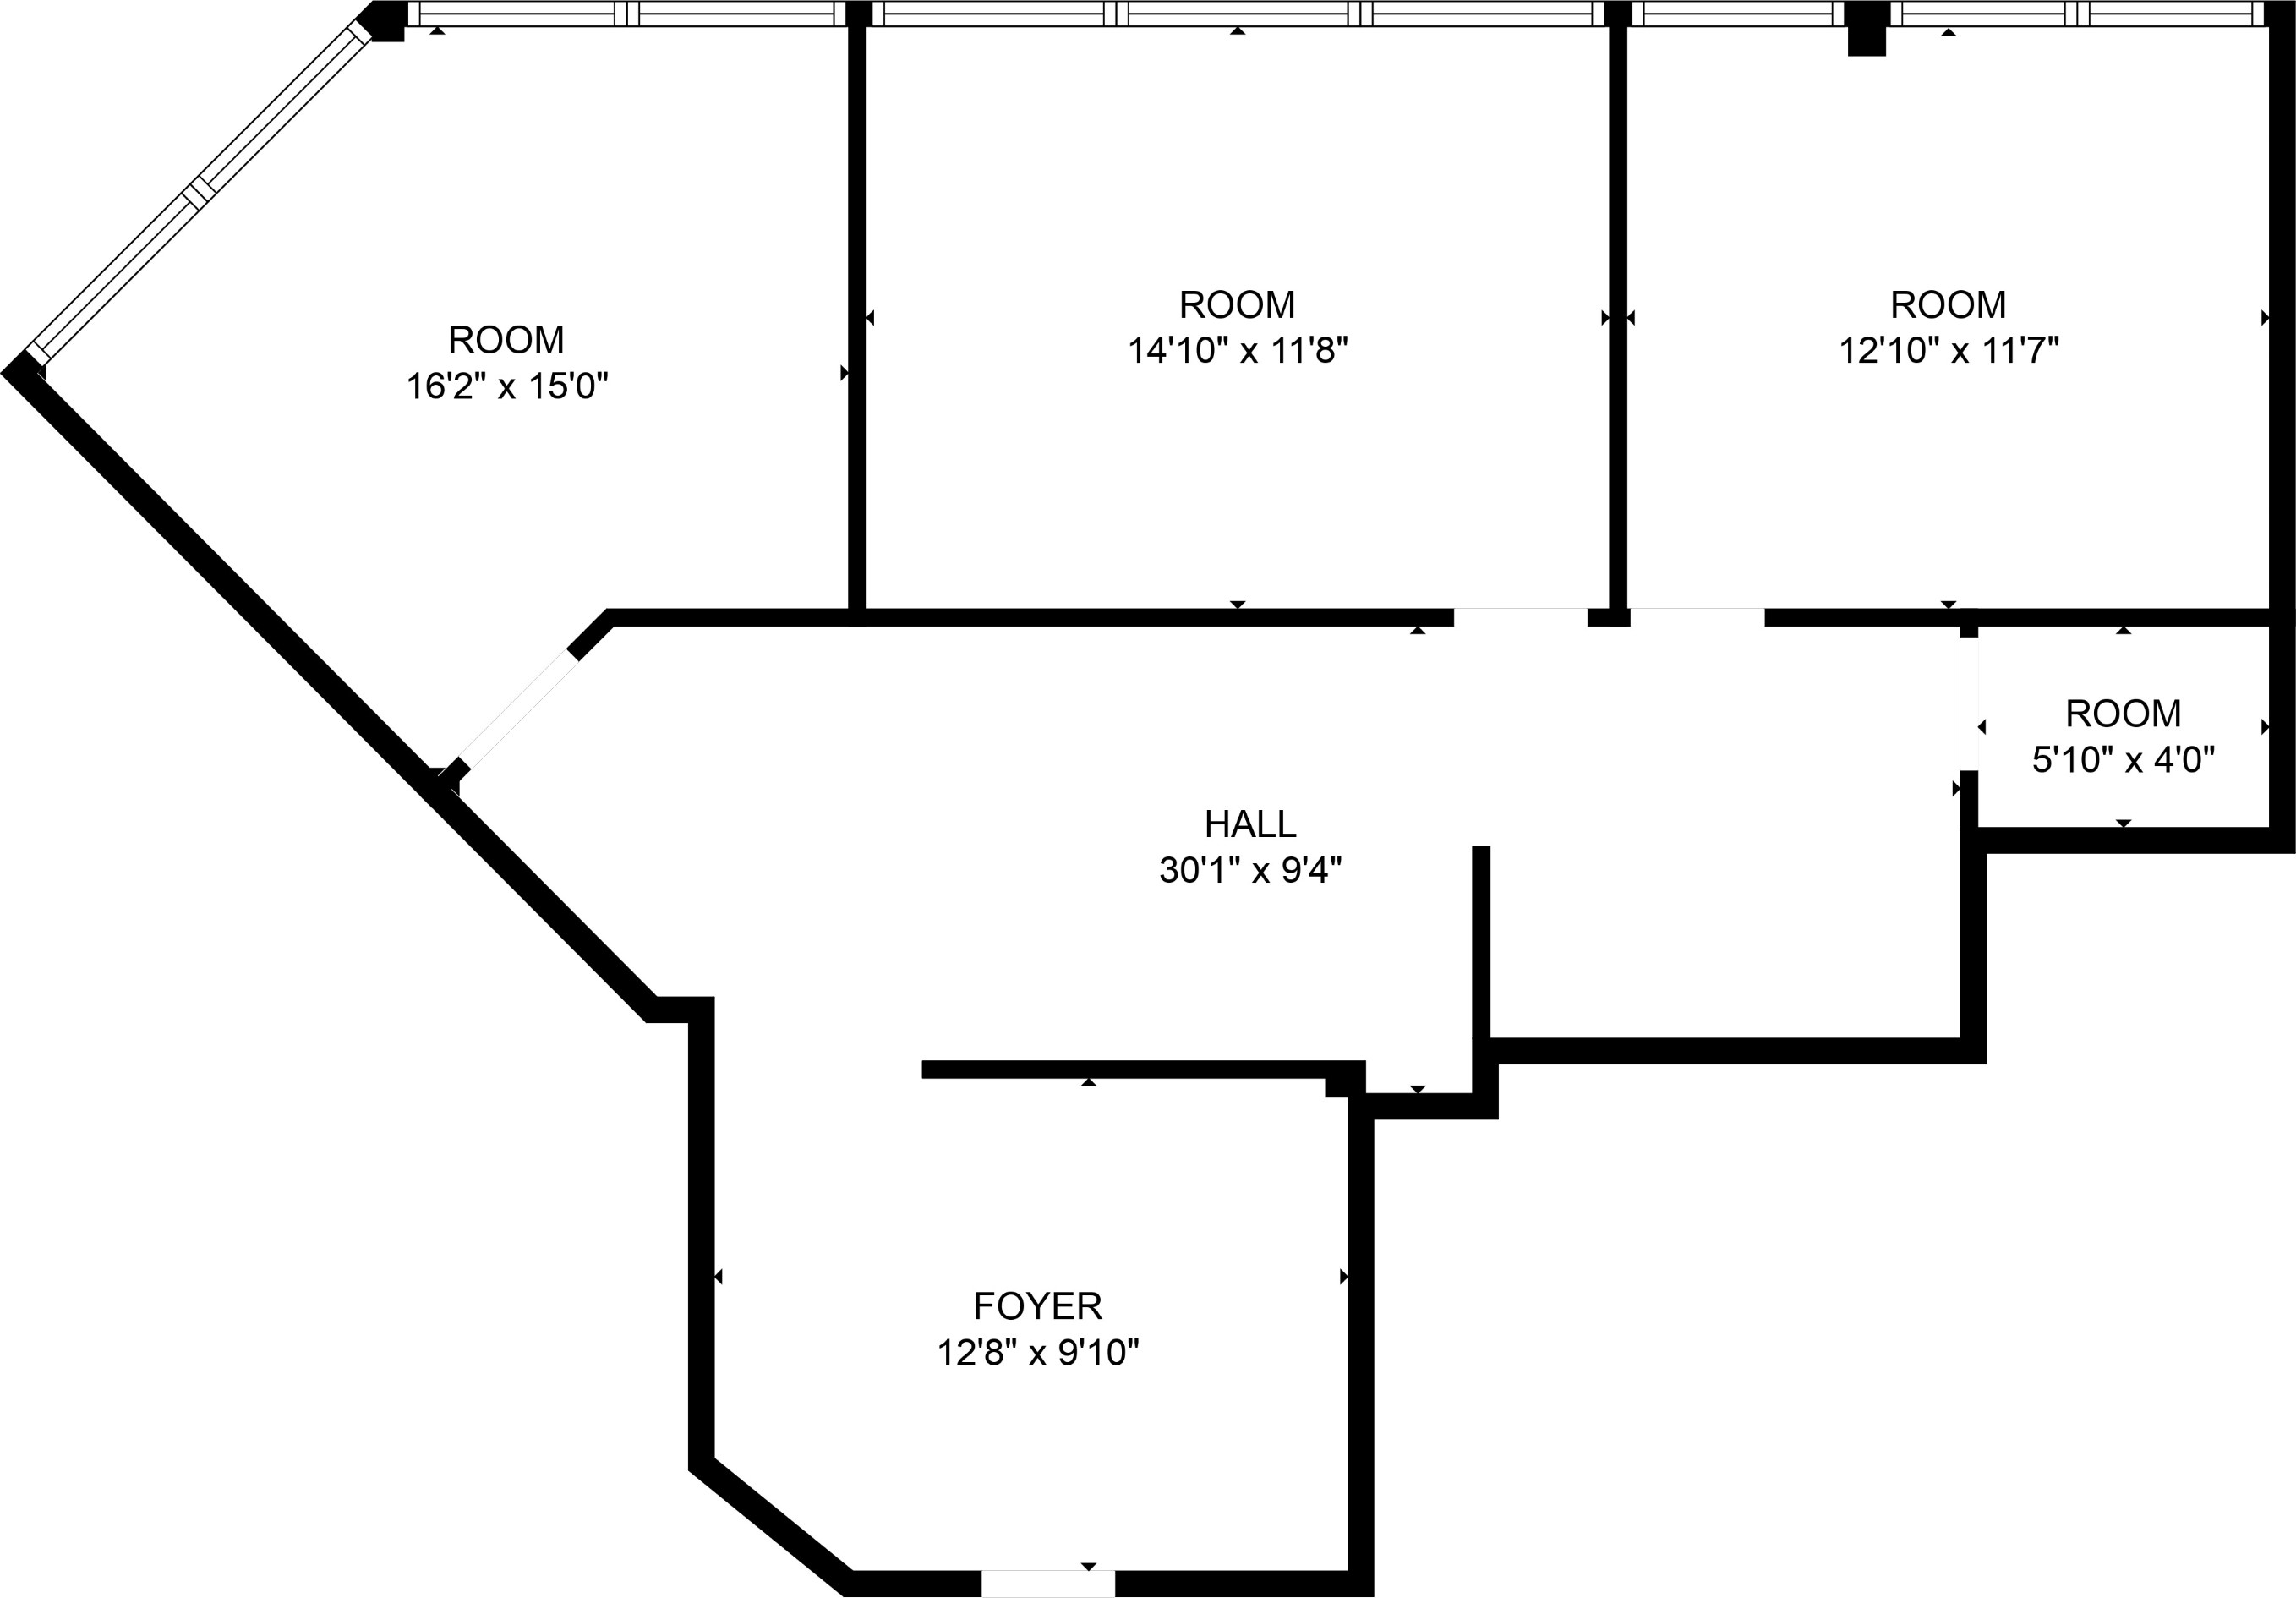 ROOM
16'2" x 15'0"
ROOM
14'10" x 11'8"
ROOM
12'10" x 11'7"
ROOM
5'10" x 4'0"
HALL
30'1" x 9'4"
FOYER
12'8" x 9'10"